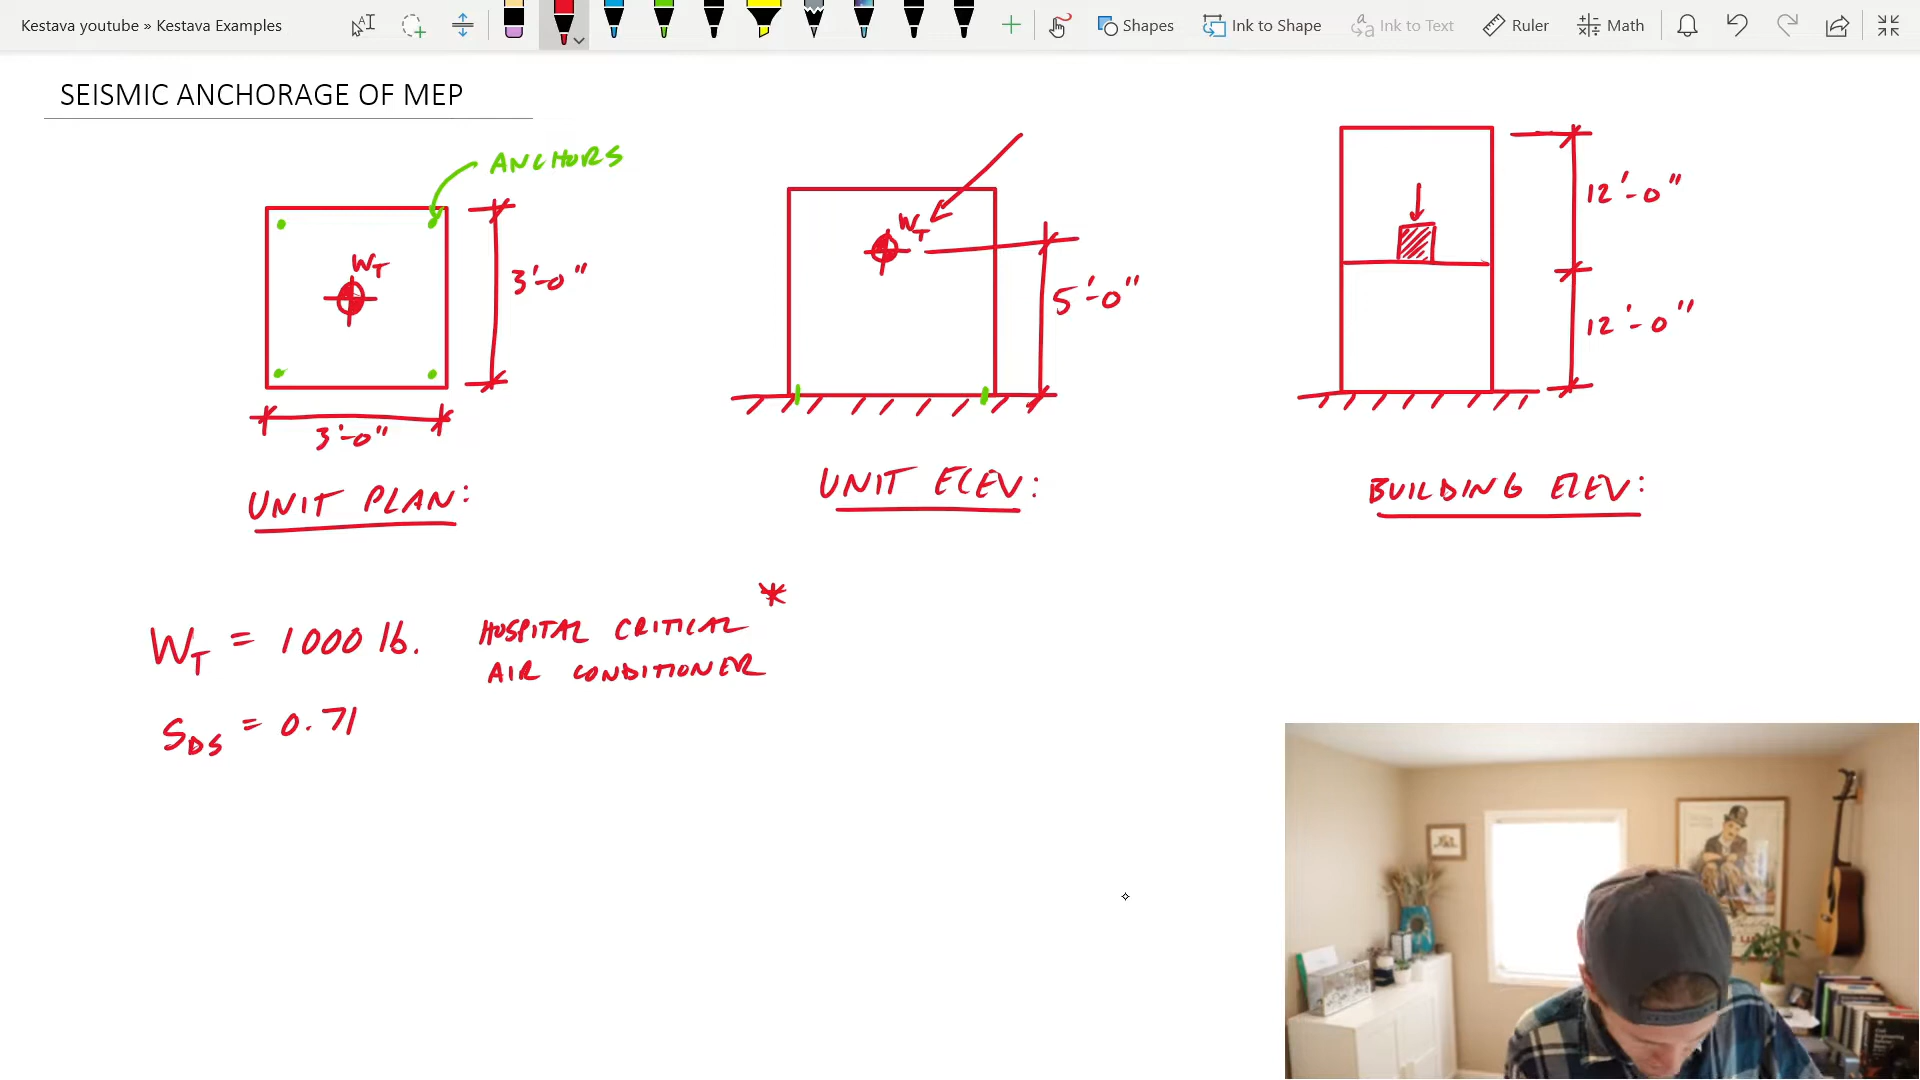 Kestava youtube » Kestava Examples
Shapes
Ink to Shape
Ink to Text
Ruler
Math
SEISMIC ANCHORAGE OF MEP
ANCHORS
WT
3'-0"
3'-0"
UNIT PLAN:
WT
5'-0"
UNIT ELEV:
12'-0"
12'-0"
BUILDING ELEV:
WT = 1000 lb.
HOSPITAL CRITICAL *
AIR CONDITIONER
SDS = 0.71